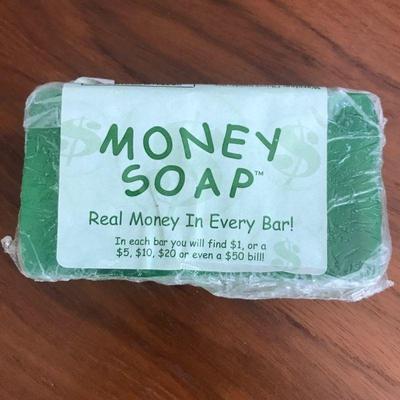 MONEY
SOAP™
Real Money In Every Bar!
In each bar you will find $1, or a
$5, $10, $20 or even a $50 bill!